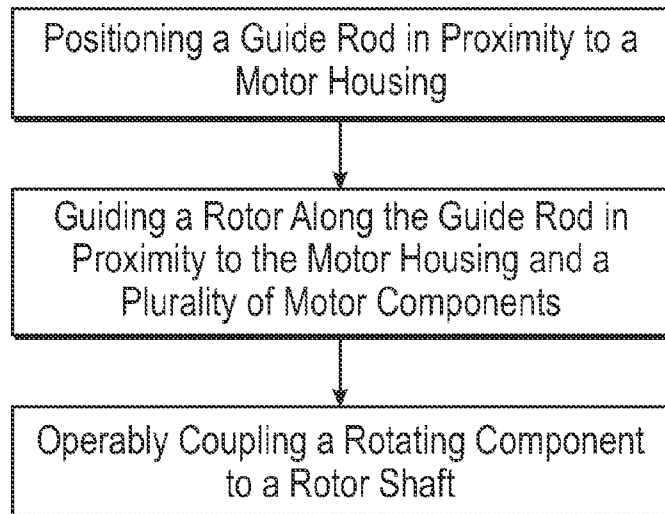 Positioning a Guide Rod in Proximity to a
Motor Housing
Guiding a Rotor Along the Guide Rod in
Proximity to the Motor Housing and a
Plurality of Motor Components
Operably Coupling a Rotating Component
to a Rotor Shaft